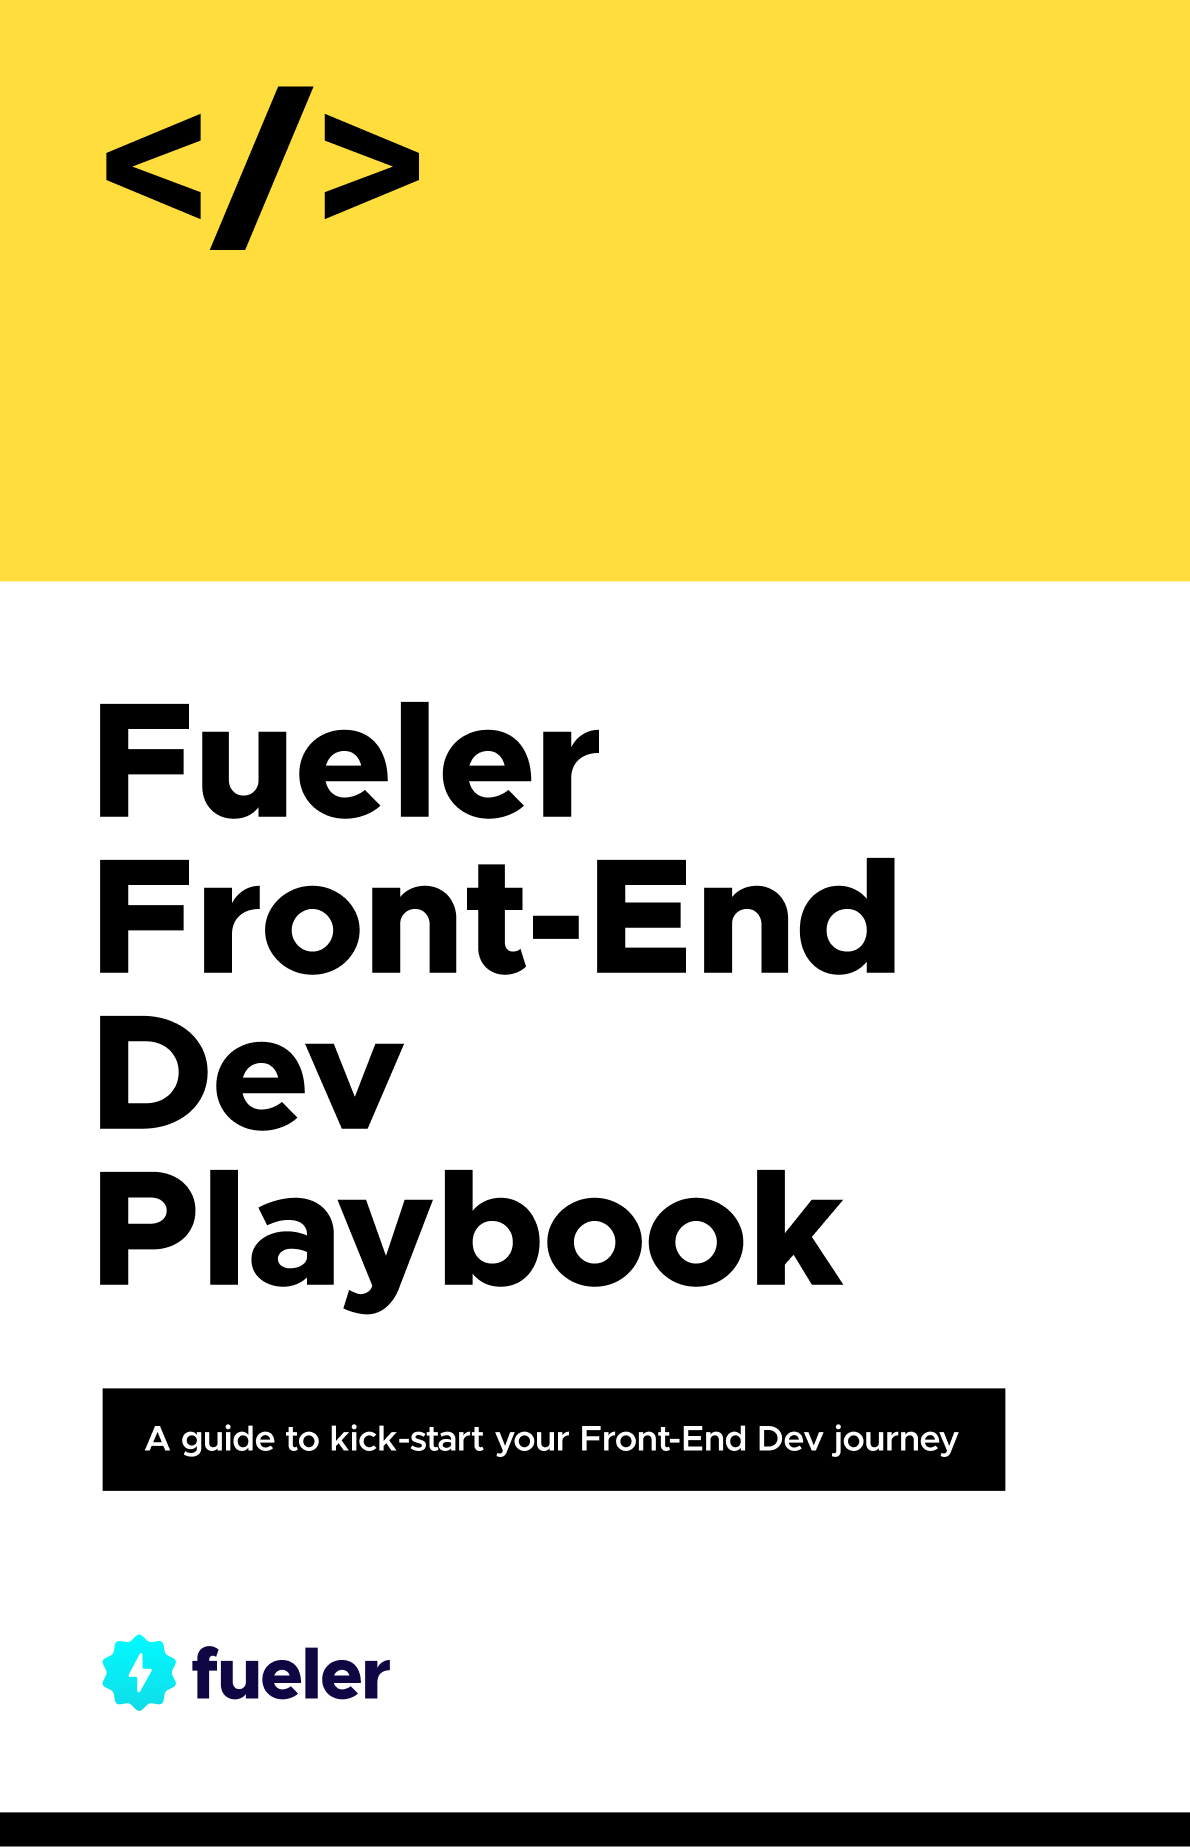 </>
Fueler
Front-End
Dev
Playbook
A guide to kick-start your Front-End Dev journey
fueler